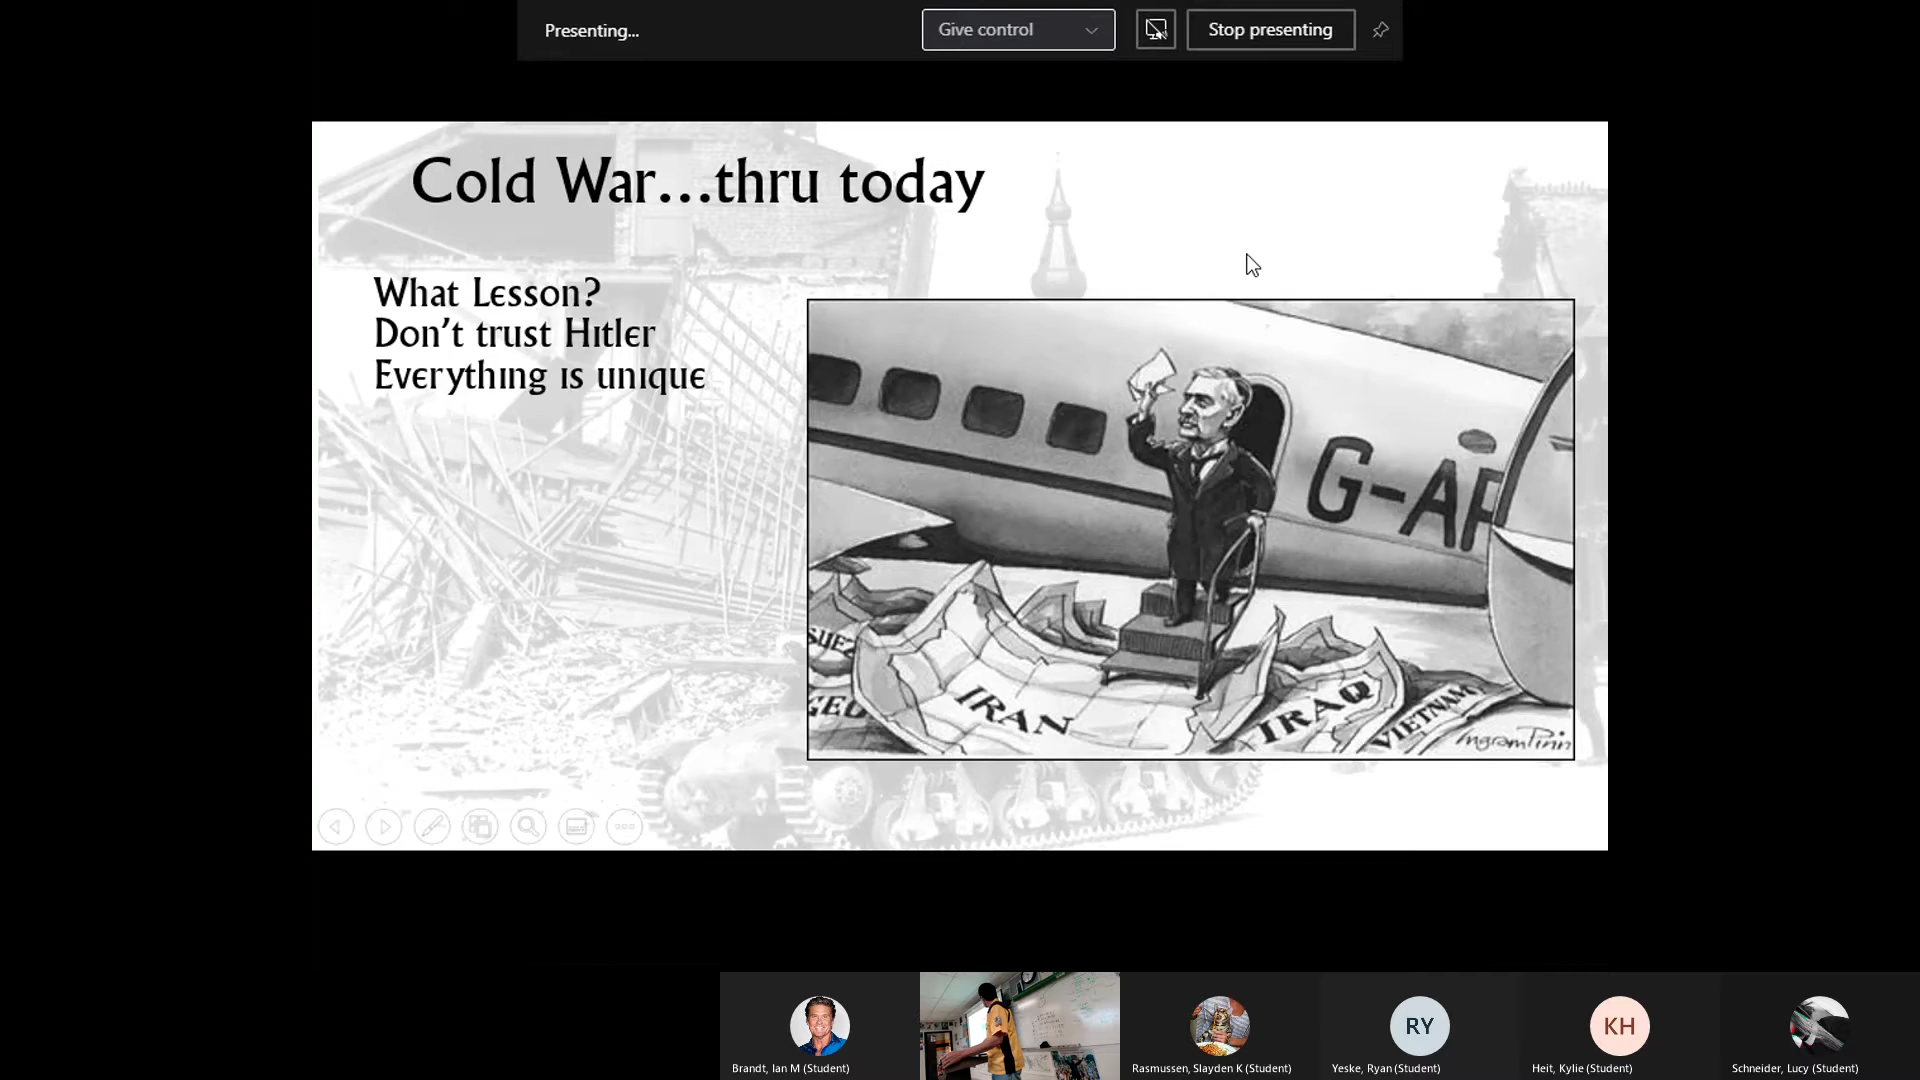 Presenting...
Give control
Stop presenting
Cold War...thru today
What Lesson?
Don't trust Hitler
Everything is unique
G-AF
SUEZ
GEO
IRAN
IRAQ
VIETNAM
Ingram Pinn
RY
KH
Brandt, Ian M (Student)
Rasmussen, Slayden K (Student)
Yeske, Ryan (Student)
Heit, Kylie (Student)
Schneider, Lucy (Student)